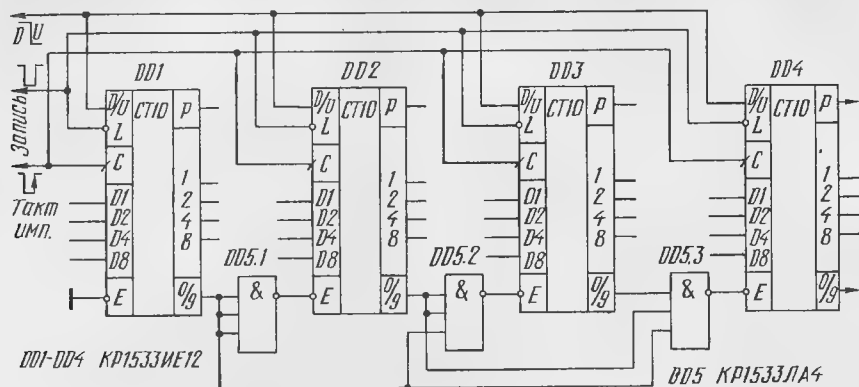 D U
Запись
Такт
имп.
DD1
D/U
CT10
P
L
C
1
D1
2
D2
4
D4
8
D8
E
0/9
DD5.1
&
DD2
D/U
CT10
P
L
C
1
D1
2
D2
4
D4
8
D8
E
0/9
DD5.2
&
DD3
D/U
CT10
P
L
C
1
D1
2
D2
4
D4
8
D8
E
0/9
DD5.3
&
DD4
D/U
CT10
P
L
C
1
D1
2
D2
4
D4
8
D8
E
0/9
DD1-DD4 КР1533ИЕ12
DD5 КР1533ЛА4